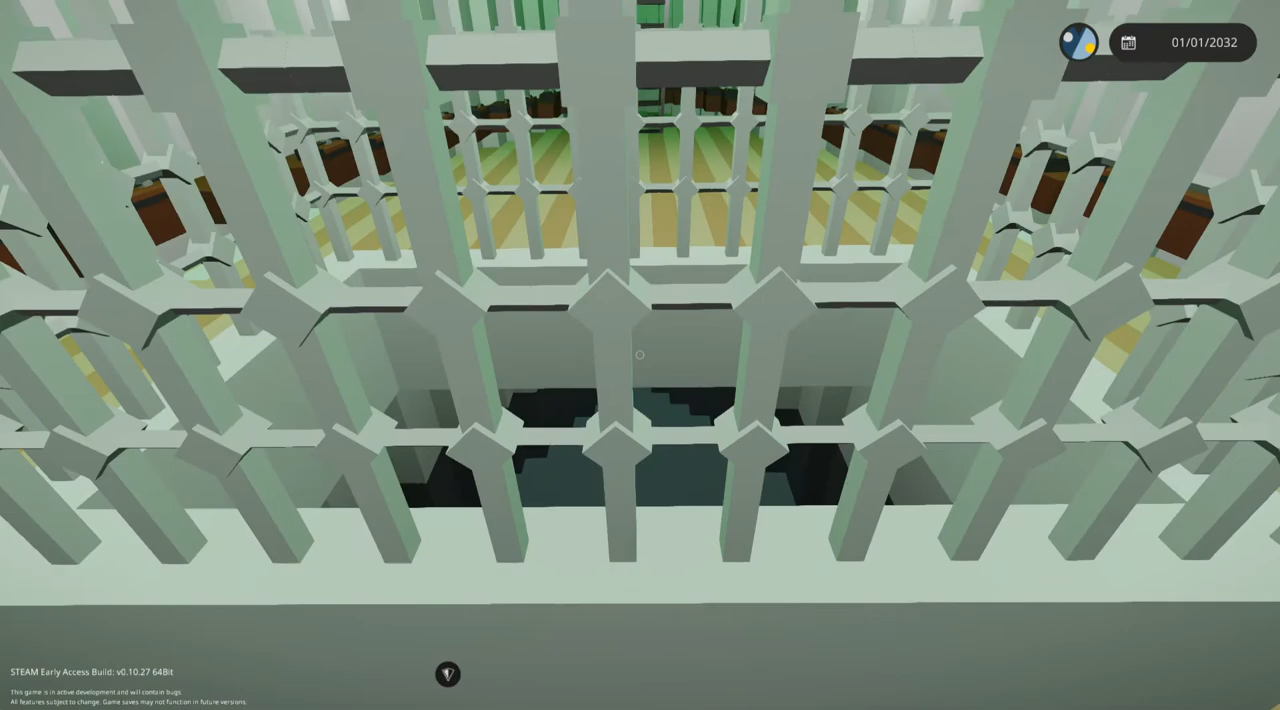 01/01/2032
STEAM Early Access Build: v0.10.27 64Bit
This game is in active development and will contain bugs
All features subject to change. Game saves may not function in future versions.